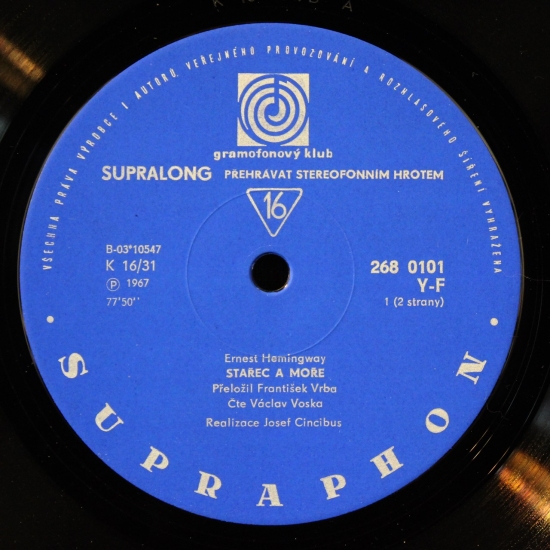 VŠECHNA PRÁVA VÝROBCE I AUTORŮ, VEŘEJNÉHO PROVOZOVÁNÍ A ROZHLASOVÉHO ŠÍŘENÍ VYHRAŽENA
gramofonový klub
SUPRALONG PŘEHRÁVAT STEREOFONNÍM HROTEM
16
B-03*10547
K 16/31
Ⓟ 1967
77'50''
268 0101
Y-F
1 (2 strany)
Ernest Hemingway
STAŘEC A MOŘE
Přeložil František Vrba
Čte Václav Voska
Realizace Josef Cincibus
• SUPRAPHON •